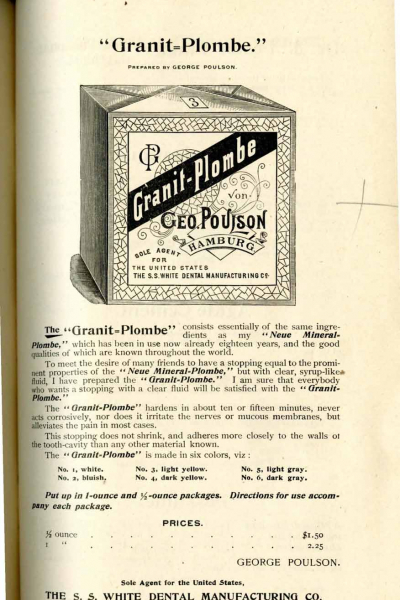 “Granit=Plombe.”
PREPARED BY GEORGE POULSON.
3
GP
Granit-Plombe
von
GEO. POULSON
HAMBURG
SOLE AGENT
FOR
THE UNITED STATES
THE S.S. WHITE DENTAL MANUFACTURING Co.
The “Granit=Plombe” consists essentially of the same ingre-
dients as my “Neue Mineral-
Plombe,” which has been in use now already eighteen years, and the good
qualities of which are known throughout the world.
To meet the desire of many friends to have a stopping equal to the promi-
nent properties of the “Neue Mineral-Plombe,” but with clear, syrup-like
fluid, I have prepared the “Granit-Plombe.” I am sure that everybody
who wants a stopping with a clear fluid will be satisfied with the “Granit-
Plombe.”
The “Granit-Plombe” hardens in about ten or fifteen minutes, never
acts corrosively, nor does it irritate the nerves or mucous membranes, but
alleviates the pain in most cases.
This stopping does not shrink, and adheres more closely to the walls of
the tooth-cavity than any other material known.
The “Granit-Plombe” is made in six colors, viz :
No. 1, white. No. 3, light yellow. No. 5, light gray.
No. 2, bluish. No. 4, dark yellow. No. 6, dark gray.
Put up in 1-ounce and ½-ounce packages. Directions for use accom-
pany each package.
PRICES.
½ ounce . . . . . . . . . $1.50
1 “ . . . . . . . . . 2.25
GEORGE POULSON.
Sole Agent for the United States,
THE S. S. WHITE DENTAL MANUFACTURING CO.